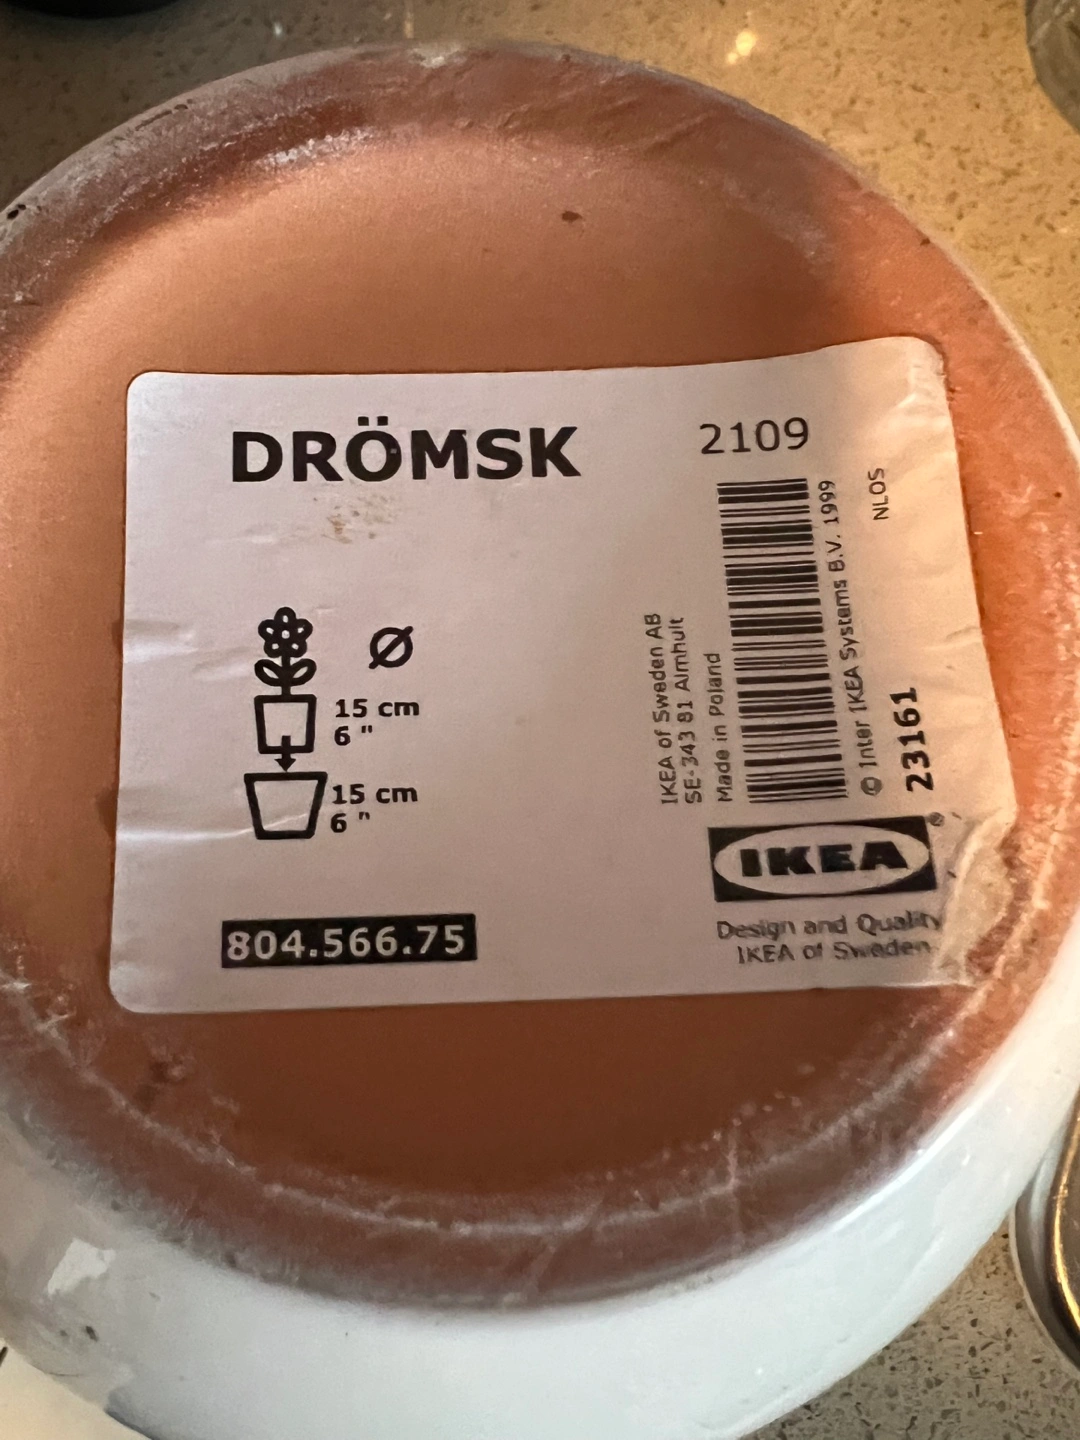 DRÖMSK
2109
Ø
15 cm
6 "
15 cm
6 "
804.566.75
IKEA of Sweden AB
SE-343 81 Älmhult
Made in Poland
© Inter IKEA Systems B.V. 1999
23161
NLOS
IKEA®
Design and Quality
IKEA of Sweden